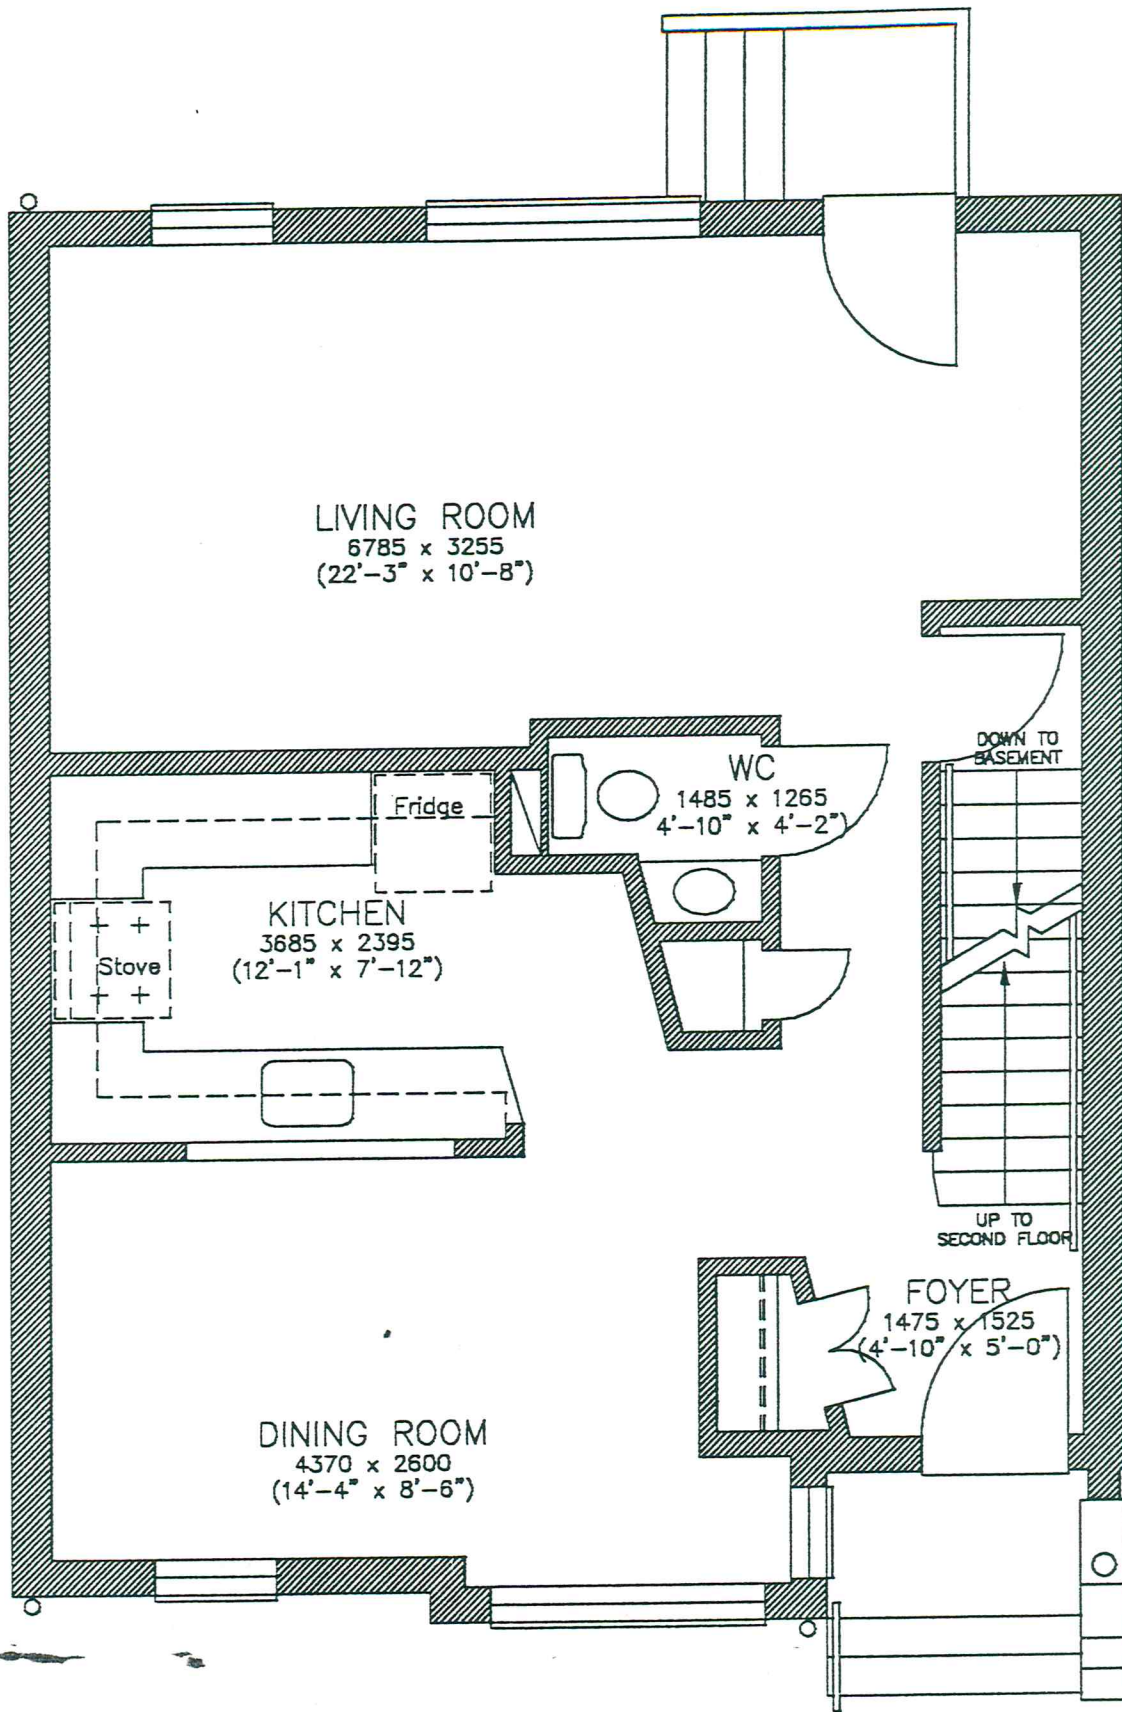 LIVING ROOM
6785 x 3255
(22'-3" x 10'-8")
DOWN TO
BASEMENT
WC
1485 x 1265
4'-10" x 4'-2")
Fridge
KITCHEN
3685 x 2395
(12'-1" x 7'-12")
Stove
UP TO
SECOND FLOOR
FOYER
1475 x 1525
(4'-10" x 5'-0")
DINING ROOM
4370 x 2600
(14'-4" x 8'-6")